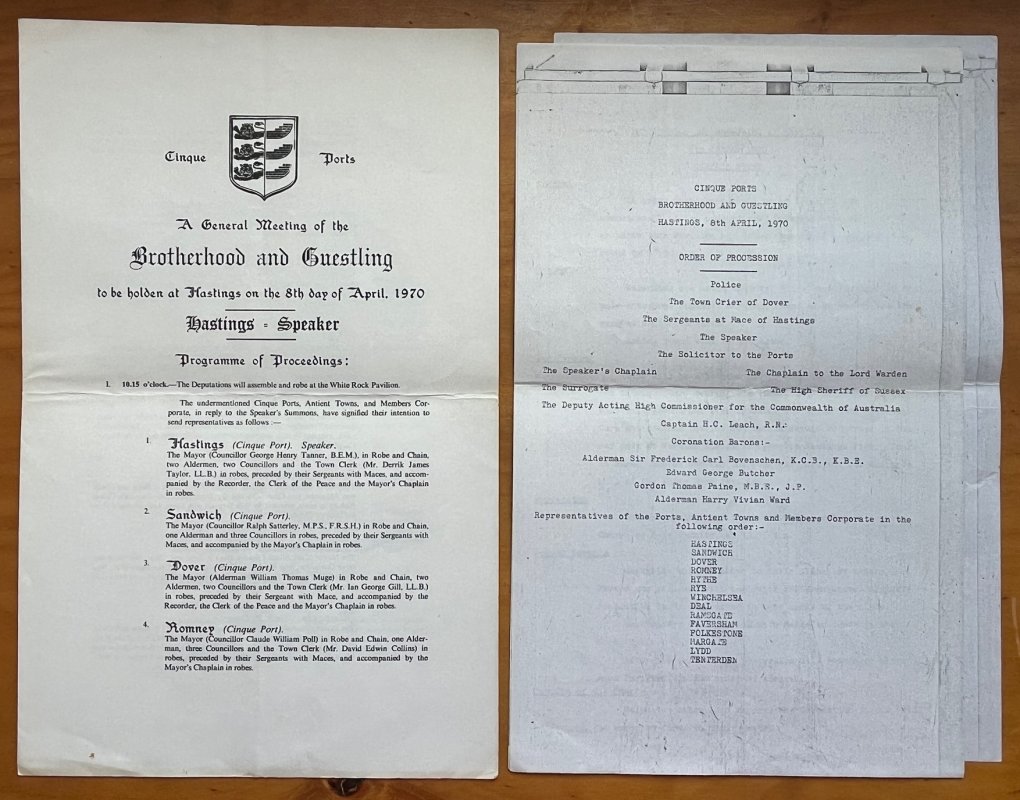 Cinque Ports
A General Meeting of the
Brotherhood and Guestling
to be holden at Hastings on the 8th day of April, 1970
Hastings - Speaker
Programme of Proceedings:
1. 10.15 o'clock.—The Deputations will assemble and robe at the White Rock Pavilion.
The undermentioned Cinque Ports, Antient Towns, and Members Cor-
porate, in reply to the Speaker's Summons, have signified their intention to
send representatives as follows :—
1. Hastings (Cinque Port). Speaker.
The Mayor (Councillor George Henry Tanner, B.E.M.), in Robe and Chain,
two Aldermen, two Councillors and the Town Clerk (Mr. Derrik James
Taylor, LL.B.) in robes, preceded by their Sergeants with Maces, and accom-
panied by the Recorder, the Clerk of the Peace and the Mayor's Chaplain
in robes.
2. Sandwich (Cinque Port).
The Mayor (Councillor Ralph Satterley, M.P.S., F.R.S.H.) in Robe and Chain,
one Alderman and three Councillors in robes, preceded by their Sergeants with
Maces, and accompanied by the Mayor's Chaplain in robes.
3. Dover (Cinque Port).
The Mayor (Alderman William Thomas Muge) in Robe and Chain, two
Aldermen, two Councillors and the Town Clerk (Mr. Ian George Gill, LL.B.)
in robes, preceded by their Sergeant with Mace, and accompanied by the
Recorder, the Clerk of the Peace and the Mayor's Chaplain in robes.
4. Romney (Cinque Port).
The Mayor (Councillor Claude William Poll) in Robe and Chain, one Alder-
man, three Councillors and the Town Clerk (Mr. David Edwin Collins) in
robes, preceded by their Sergeants with Maces, and accompanied by the
Mayor's Chaplain in robes.
CINQUE PORTS
BROTHERHOOD AND GUESTLING
HASTINGS, 8th APRIL, 1970
ORDER OF PROCESSION
Police
The Town Crier of Dover
The Sergeants at Mace of Hastings
The Speaker
The Solicitor to the Ports
The Speaker's Chaplain The Chaplain to the Lord Warden
The Surrogate The High Sheriff of Sussex
The Deputy Acting High Commissioner for the Commonwealth of Australia
Captain H.C. Leach, R.N.
Coronation Barons:-
Alderman Sir Frederick Carl Bovenschen, K.C.B., K.B.E.
Edward George Butcher
Gordon Thomas Paine, M.B.E., J.P.
Alderman Harry Vivian Ward
Representatives of the Ports, Antient Towns and Members Corporate in the
following order:-
HASTINGS
SANDWICH
DOVER
ROMNEY
HYTHE
RYE
WINCHELSEA
DEAL
RAMSGATE
FAVERSHAM
FOLKESTONE
MARGATE
LYDD
TENTERDEN